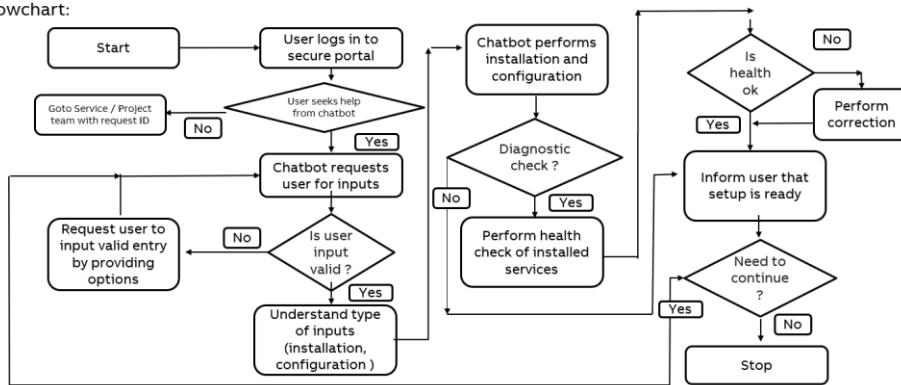 owchart:
Start
User logs in to
secure portal
User seeks help
from chatbot
No
Goto Service / Project
team with request ID
Yes
Chatbot requests
user for inputs
Is user
input
valid ?
No
Request user to
input valid entry
by providing
options
Yes
Understand type
of inputs
(installation,
configuration )
Chatbot performs
installation and
configuration
Diagnostic
check ?
No
Yes
Perform health
check of installed
services
Is
health
ok
No
Perform
correction
Yes
Inform user that
setup is ready
Need to
continue
?
Yes
No
Stop